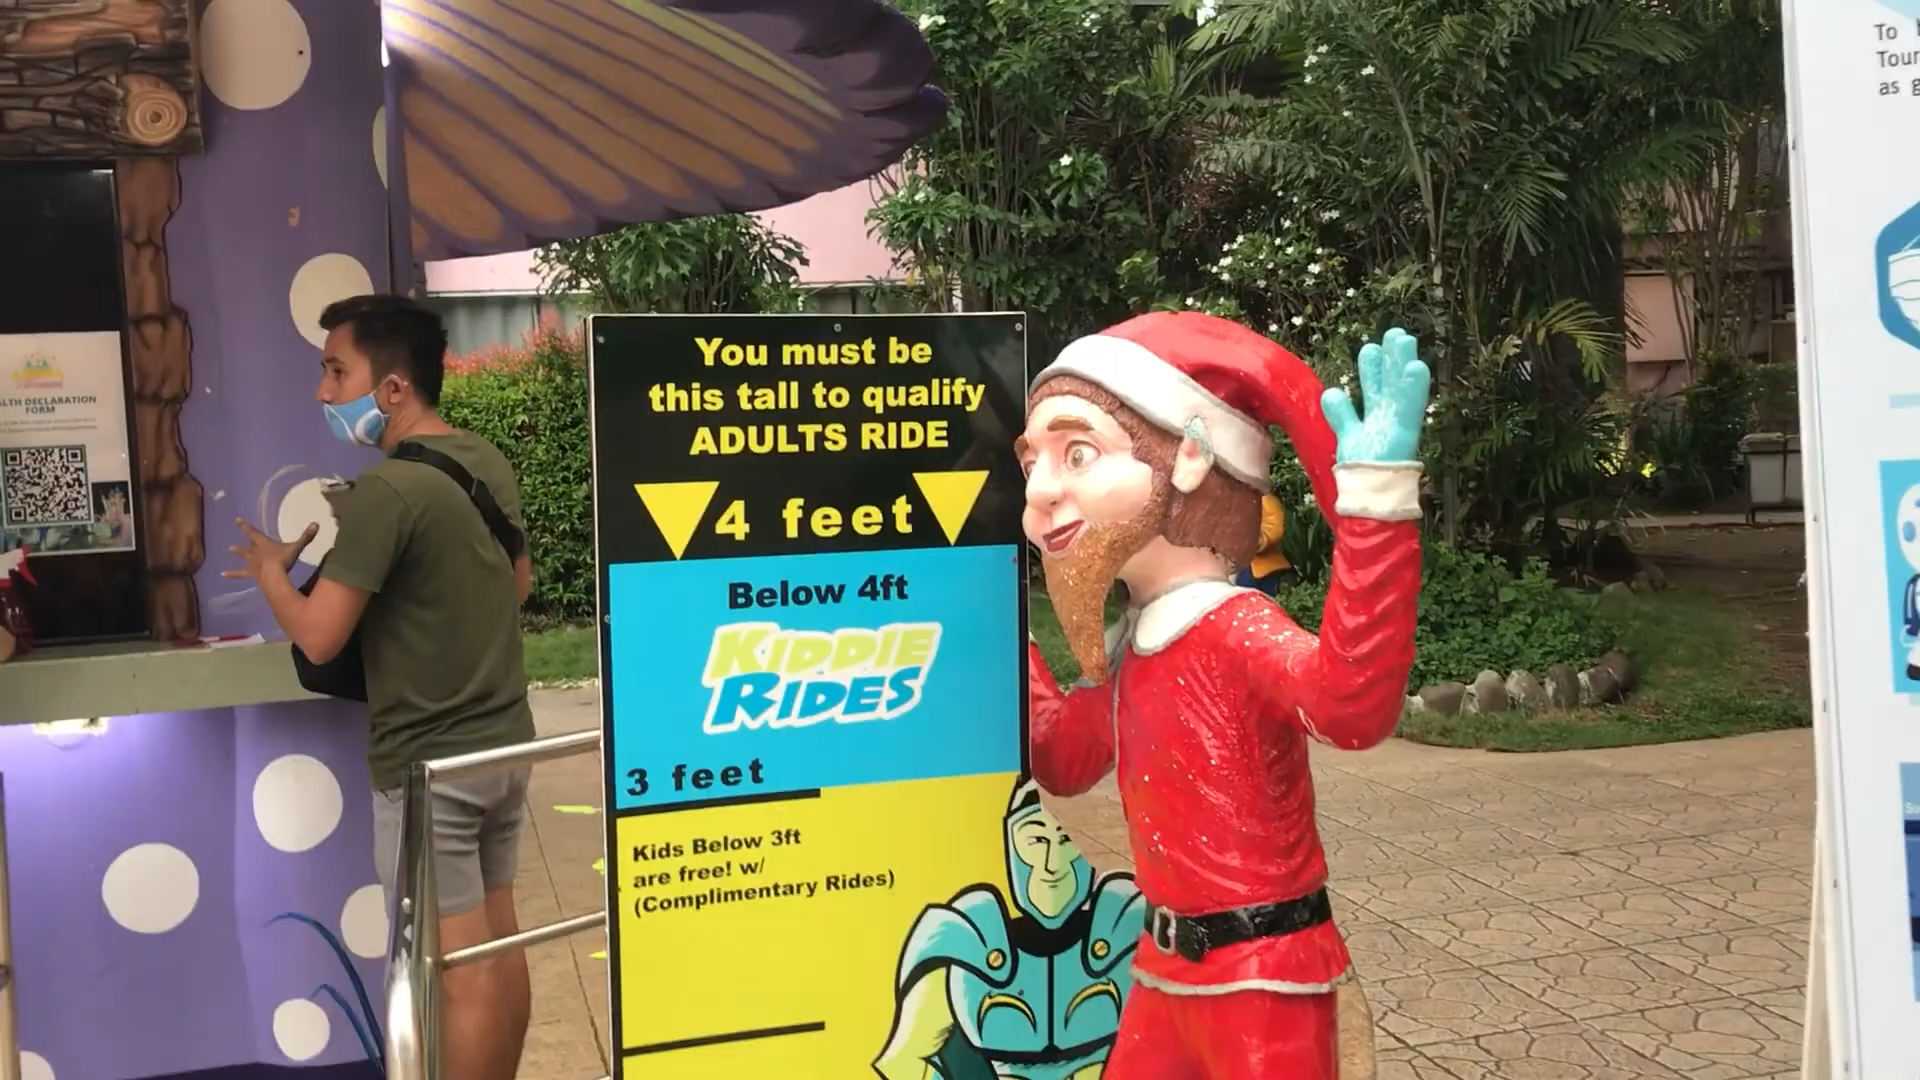 You must be
this tall to qualify
ADULTS RIDE
4 feet
Below 4ft
KIDDIE
RIDES
3 feet
Kids Below 3ft
are free! w/
(Complimentary Rides)
ALTH DECLARATION
FORM
To
Tour
as g